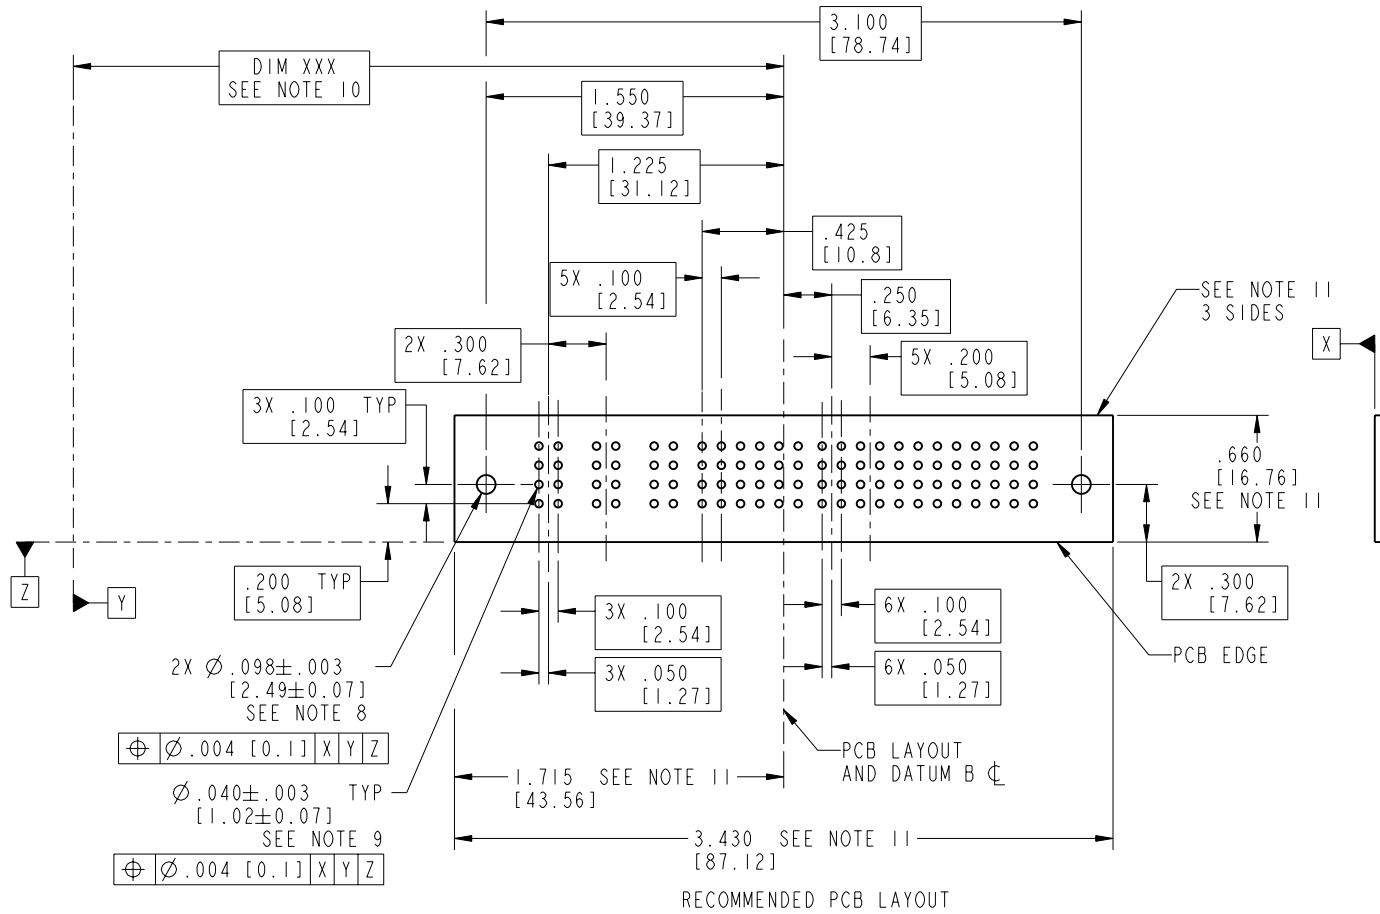 3.100
[78.74]
DIM XXX
SEE NOTE 10
1.550
[39.37]
1.225
[31.12]
.425
[10.8]
5X .100
[2.54]
.250
[6.35]
SEE NOTE 11
3 SIDES
2X .300
[7.62]
5X .200
[5.08]
X
3X .100 TYP
[2.54]
.660
[16.76]
SEE NOTE 11
Z
Y
.200 TYP
[5.08]
3X .100
[2.54]
6X .100
[2.54]
2X .300
[7.62]
3X .050
[1.27]
6X .050
[1.27]
PCB EDGE
2X Ø .098±.003
[2.49±0.07]
SEE NOTE 8
⌖ Ø.004 [0.1] X Y Z
PCB LAYOUT
AND DATUM B ℄
1.715 SEE NOTE 11
[43.56]
Ø.040±.003 TYP
[1.02±0.07]
SEE NOTE 9
⌖ Ø.004 [0.1] X Y Z
3.430 SEE NOTE 11
[87.12]
RECOMMENDED PCB LAYOUT